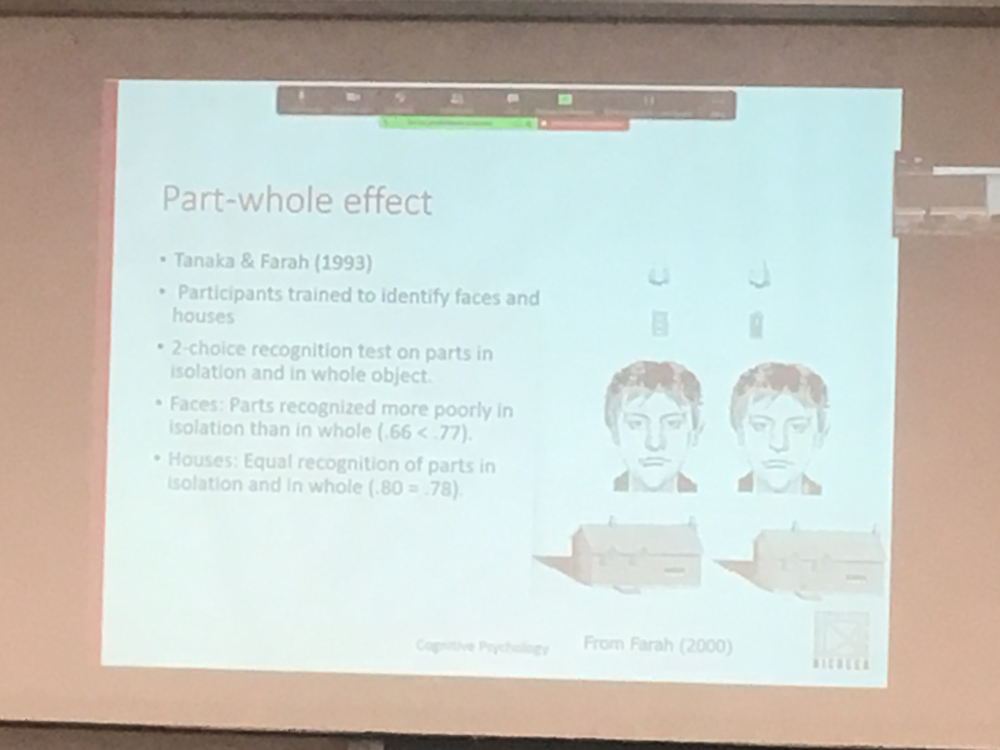 Part-whole effect
• Tanaka & Farah (1993)
• Participants trained to identify faces and
houses
• 2-choice recognition test on parts in
isolation and in whole object.
• Faces: Parts recognized more poorly in
isolation than in whole (.66 < .77).
• Houses: Equal recognition of parts in
isolation and in whole (.80 = .78).
Cognitive Psychology
From Farah (2000)
BICOCCA